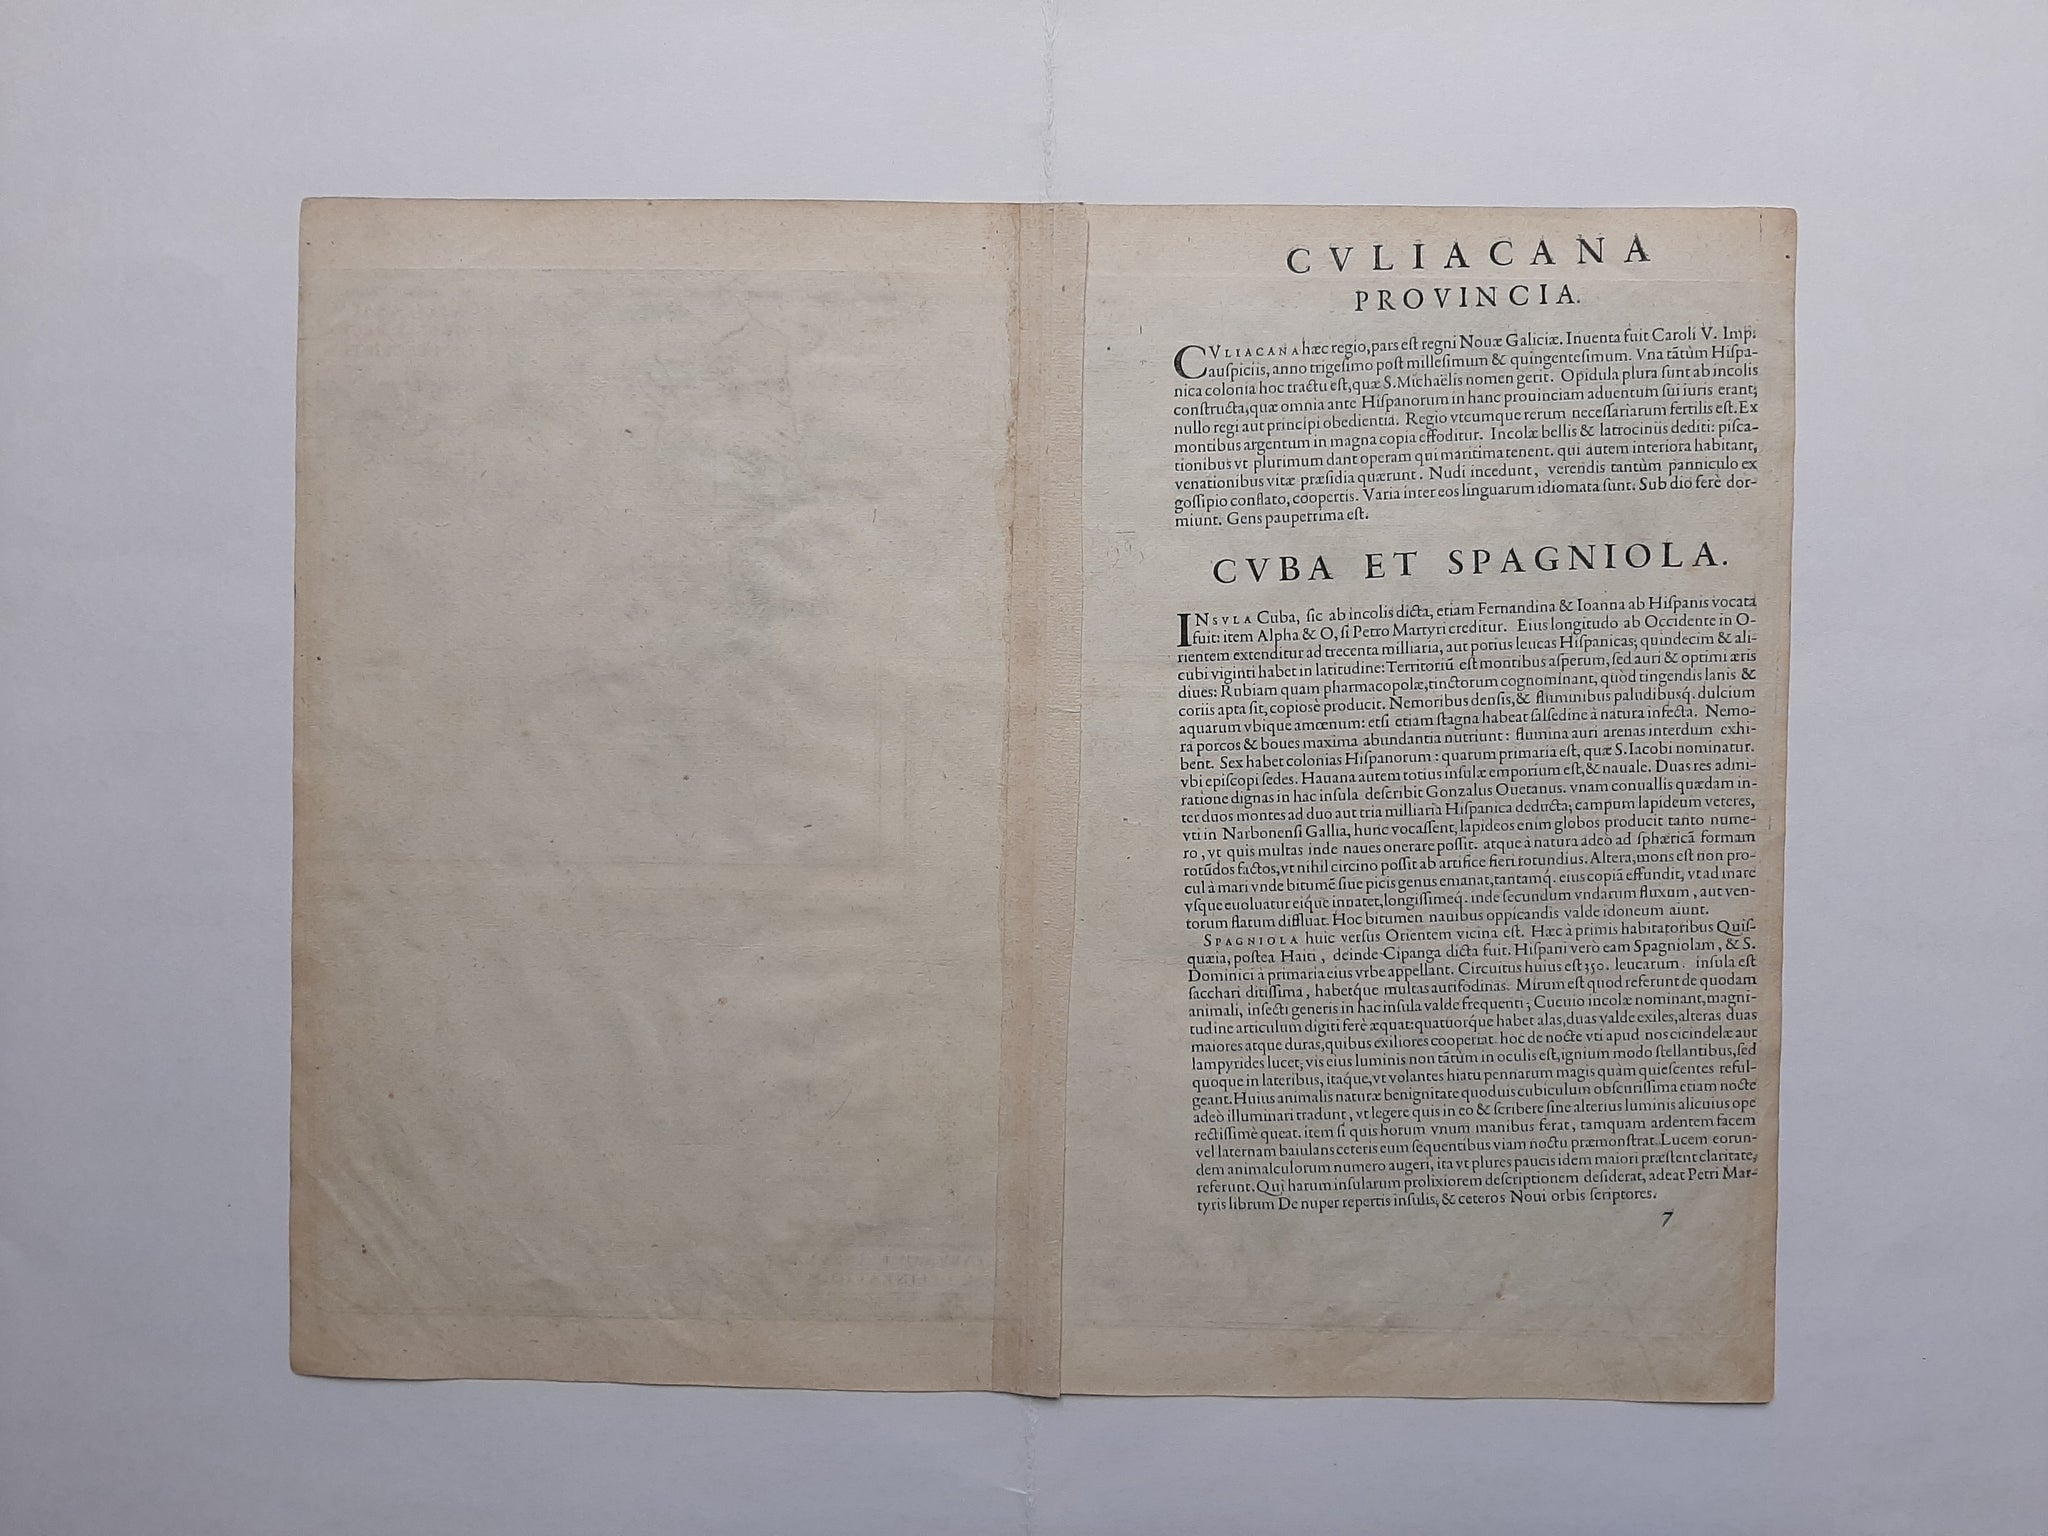 CVLIACANA
PROVINCIA.
CVLIACANA hæc regio, pars eſt regni Nouæ Galiciæ. Inuenta fuit Caroli V. Imp.
auſpiciis, anno trigeſimo poſt milleſimum & quingenteſimum. Vna tãtùm Hiſpa-
nica colonia hoc tractu eſt, quæ S. Michaëlis nomen gerit. Opidula plura ſunt ab incolis
conſtructa, quæ omnia ante Hiſpanorum in hanc prouinciam aduentum ſui iuris erant;
nullo regi aut principi obedientia. Regio vtcumque rerum neceſſariarum fertilis eſt. Ex
montibus argentum in magna copia effoditur. Incolæ bellis & latrociniis dediti: piſca-
tionibus vt plurimum dant operam qui maritima tenent. qui autem interiora habitant,
venationibus vitæ præſidia quærunt. Nudi incedunt, verendis tantùm panniculo ex
goſſipio conflato, coopertis. Varia inter eos linguarum idiomata ſunt. Sub dio ferè dor-
miunt. Gens pauperrima eſt.
CVBA ET SPAGNIOLA.
INSVLA Cuba, ſic ab incolis dicta, etiam Fernandina & Ioanna ab Hiſpanis vocata
fuit: item Alpha & O, ſi Petro Martyri creditur. Eius longitudo ab Occidente in O-
rientem extenditur ad trecenta milliaria, aut potius leucas Hiſpanicas; quindecim & ali-
cubi viginti habet in latitudine: Territoriũ eſt montibus aſperum, ſed auri & optimi æris
diues: Rubiam quam pharmacopolæ, tinctorum cognominant, quòd tingendis lanis &
coriis apta ſit, copiosè producit. Nemoribus denſis, & fluminibus paludibuſq. dulcium
aquarum vbique amœnum: etſi etiam ſtagna habeat ſalſedine à natura infecta. Nemo-
ra porcos & boues maxima abundantia nutriunt: flumina auri arenas interdum exhi-
bent. Sex habet colonias Hiſpanorum: quarum primaria eſt, quæ S. Iacobi nominatur.
vbi epiſcopi ſedes. Hauana autem totius inſulæ emporium eſt, & nauale. Duas res admi-
ratione dignas in hac inſula deſcribit Gonzalus Ouetanus. vnam conuallis quædam in-
ter duos montes ad duo aut tria milliaria Hiſpanica deducta; campum lapideum veteres,
vti in Narbonenſi Gallia, hunc vocaſſent, lapideos enim globos producit tanto nume-
ro, vt quis multas inde naues onerare poſſit. atque à natura adeò ad ſphæricã formam
rotũdos factos, vt nihil circino poſſit ab artifice fieri rotundius. Altera, mons eſt non pro-
cul à mari vnde bitumẽ ſiue picis genus emanat, tantamq́. eius copiã effundit, vt ad mare
vſque euoluatur eiq́ue innatet, longiſſimeq́. inde ſecundum vndarum fluxum, aut ven-
torum flatum diffluat. Hoc bitumen nauibus oppicandis valde idoneum aiunt.
SPAGNIOLA huic verſus Orientem vicina eſt. Hæc à primis habitatoribus Quiſ-
quæia, poſtea Haiti, deinde Cipanga dicta fuit. Hiſpani verò eam Spagniolam, & S.
Dominici à primaria eius vrbe appellant. Circuitus huius eſt 350. leucarum. inſula eſt
ſacchari ditiſſima, habetq́ue multas aurifodinas. Mirum eſt quod referunt de quodam
animali, inſecti generis in hac inſula valde frequenti; Cucuio incolæ nominant, magni-
tudine articulum digiti ferè æquat: quatuorq́ue habet alas, duas valde exiles, alteras duas
maiores atque duras, quibus exiliores cooperiat. hoc de nocte vti apud nos cicindelæ aut
lampyrides lucet; vis eius luminis non tãtùm in oculis eſt, ignium modo ſtellantibus, ſed
quoque in lateribus, itaq́ue, vt volantes hiatu pennarum magis quàm quieſcentes reful-
geant. Huius animalis naturæ benignitate quoduis cubiculum obſcuriſſima etiam nocte
adeò illuminari tradunt, vt legere quis in eo & ſcribere ſine alterius luminis alicuius ope
rectiſſimè queat. item ſi quis horum vnum manibus ferat, tamquam ardentem facem
vel laternam baiulans ceteris eum ſequentibus viam noctu præmonſtrat. Lucem eorun-
dem animalculorum numero augeri, ita vt plures paucis idem maiori præſtent claritate,
referunt. Qui harum inſularum prolixiorem deſcriptionem deſiderat, adeat Petri Mar-
tyris librum De nuper repertis inſulis, & ceteros Noui orbis ſcriptores.
7